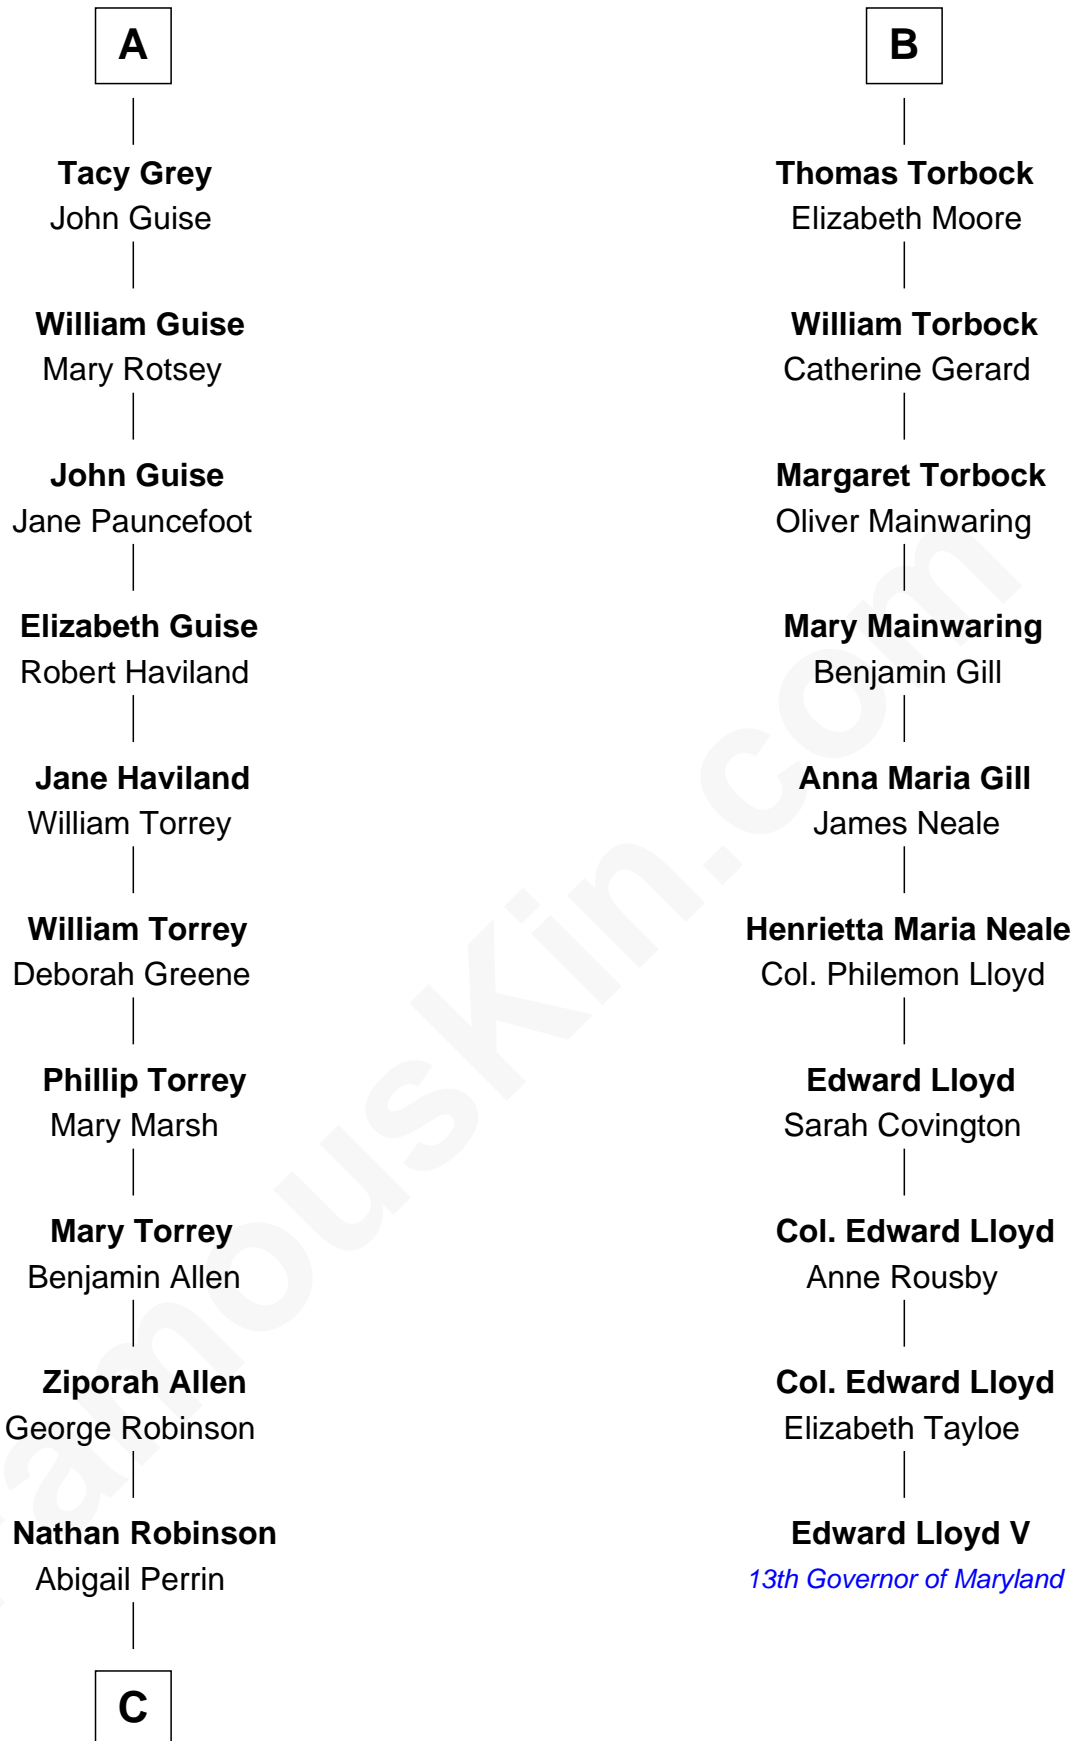 A
Tacy Grey
John Guise
William Guise
Mary Rotsey
John Guise
Jane Pauncefoot
Elizabeth Guise
Robert Haviland
Jane Haviland
William Torrey
William Torrey
Deborah Greene
Phillip Torrey
Mary Marsh
Mary Torrey
Benjamin Allen
Ziporah Allen
George Robinson
Nathan Robinson
Abigail Perrin
C
B
Thomas Torbock
Elizabeth Moore
William Torbock
Catherine Gerard
Margaret Torbock
Oliver Mainwaring
Mary Mainwaring
Benjamin Gill
Anna Maria Gill
James Neale
Henrietta Maria Neale
Col. Philemon Lloyd
Edward Lloyd
Sarah Covington
Col. Edward Lloyd
Anne Rousby
Col. Edward Lloyd
Elizabeth Tayloe
Edward Lloyd V
13th Governor of Maryland
FamousKin.com